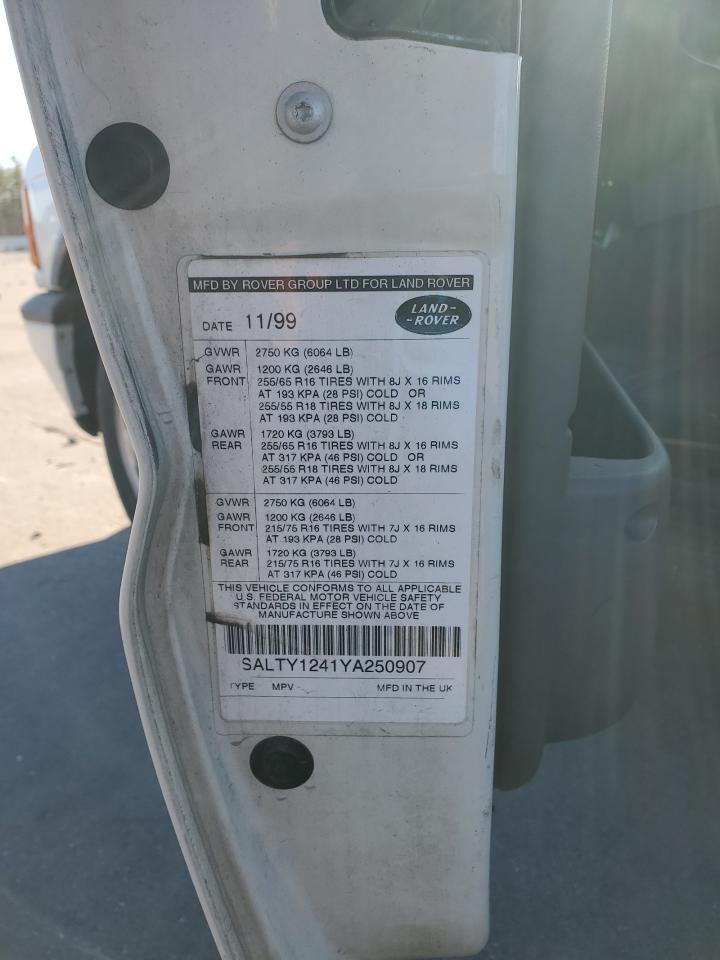 MFD BY ROVER GROUP LTD FOR LAND ROVER
DATE 11/99
LAND-
-ROVER
GVWR 2750 KG (6064 LB)
GAWR 1200 KG (2646 LB)
FRONT 255/65 R16 TIRES WITH 8J X 16 RIMS
AT 193 KPA (28 PSI) COLD OR
255/55 R18 TIRES WITH 8J X 18 RIMS
AT 193 KPA (28 PSI) COLD
GAWR 1720 KG (3793 LB)
REAR 255/65 R16 TIRES WITH 8J X 16 RIMS
AT 317 KPA (46 PSI) COLD OR
255/55 R18 TIRES WITH 8J X 18 RIMS
AT 317 KPA (46 PSI) COLD
GVWR 2750 KG (6064 LB)
GAWR 1200 KG (2646 LB)
FRONT 215/75 R16 TIRES WITH 7J X 16 RIMS
AT 193 KPA (28 PSI) COLD
GAWR 1720 KG (3793 LB)
REAR 215/75 R16 TIRES WITH 7J X 16 RIMS
AT 317 KPA (46 PSI) COLD
THIS VEHICLE CONFORMS TO ALL APPLICABLE
U.S. FEDERAL MOTOR VEHICLE SAFETY
STANDARDS IN EFFECT ON THE DATE OF
MANUFACTURE SHOWN ABOVE
SALTY1241YA250907
TYPE MPV MFD IN THE UK